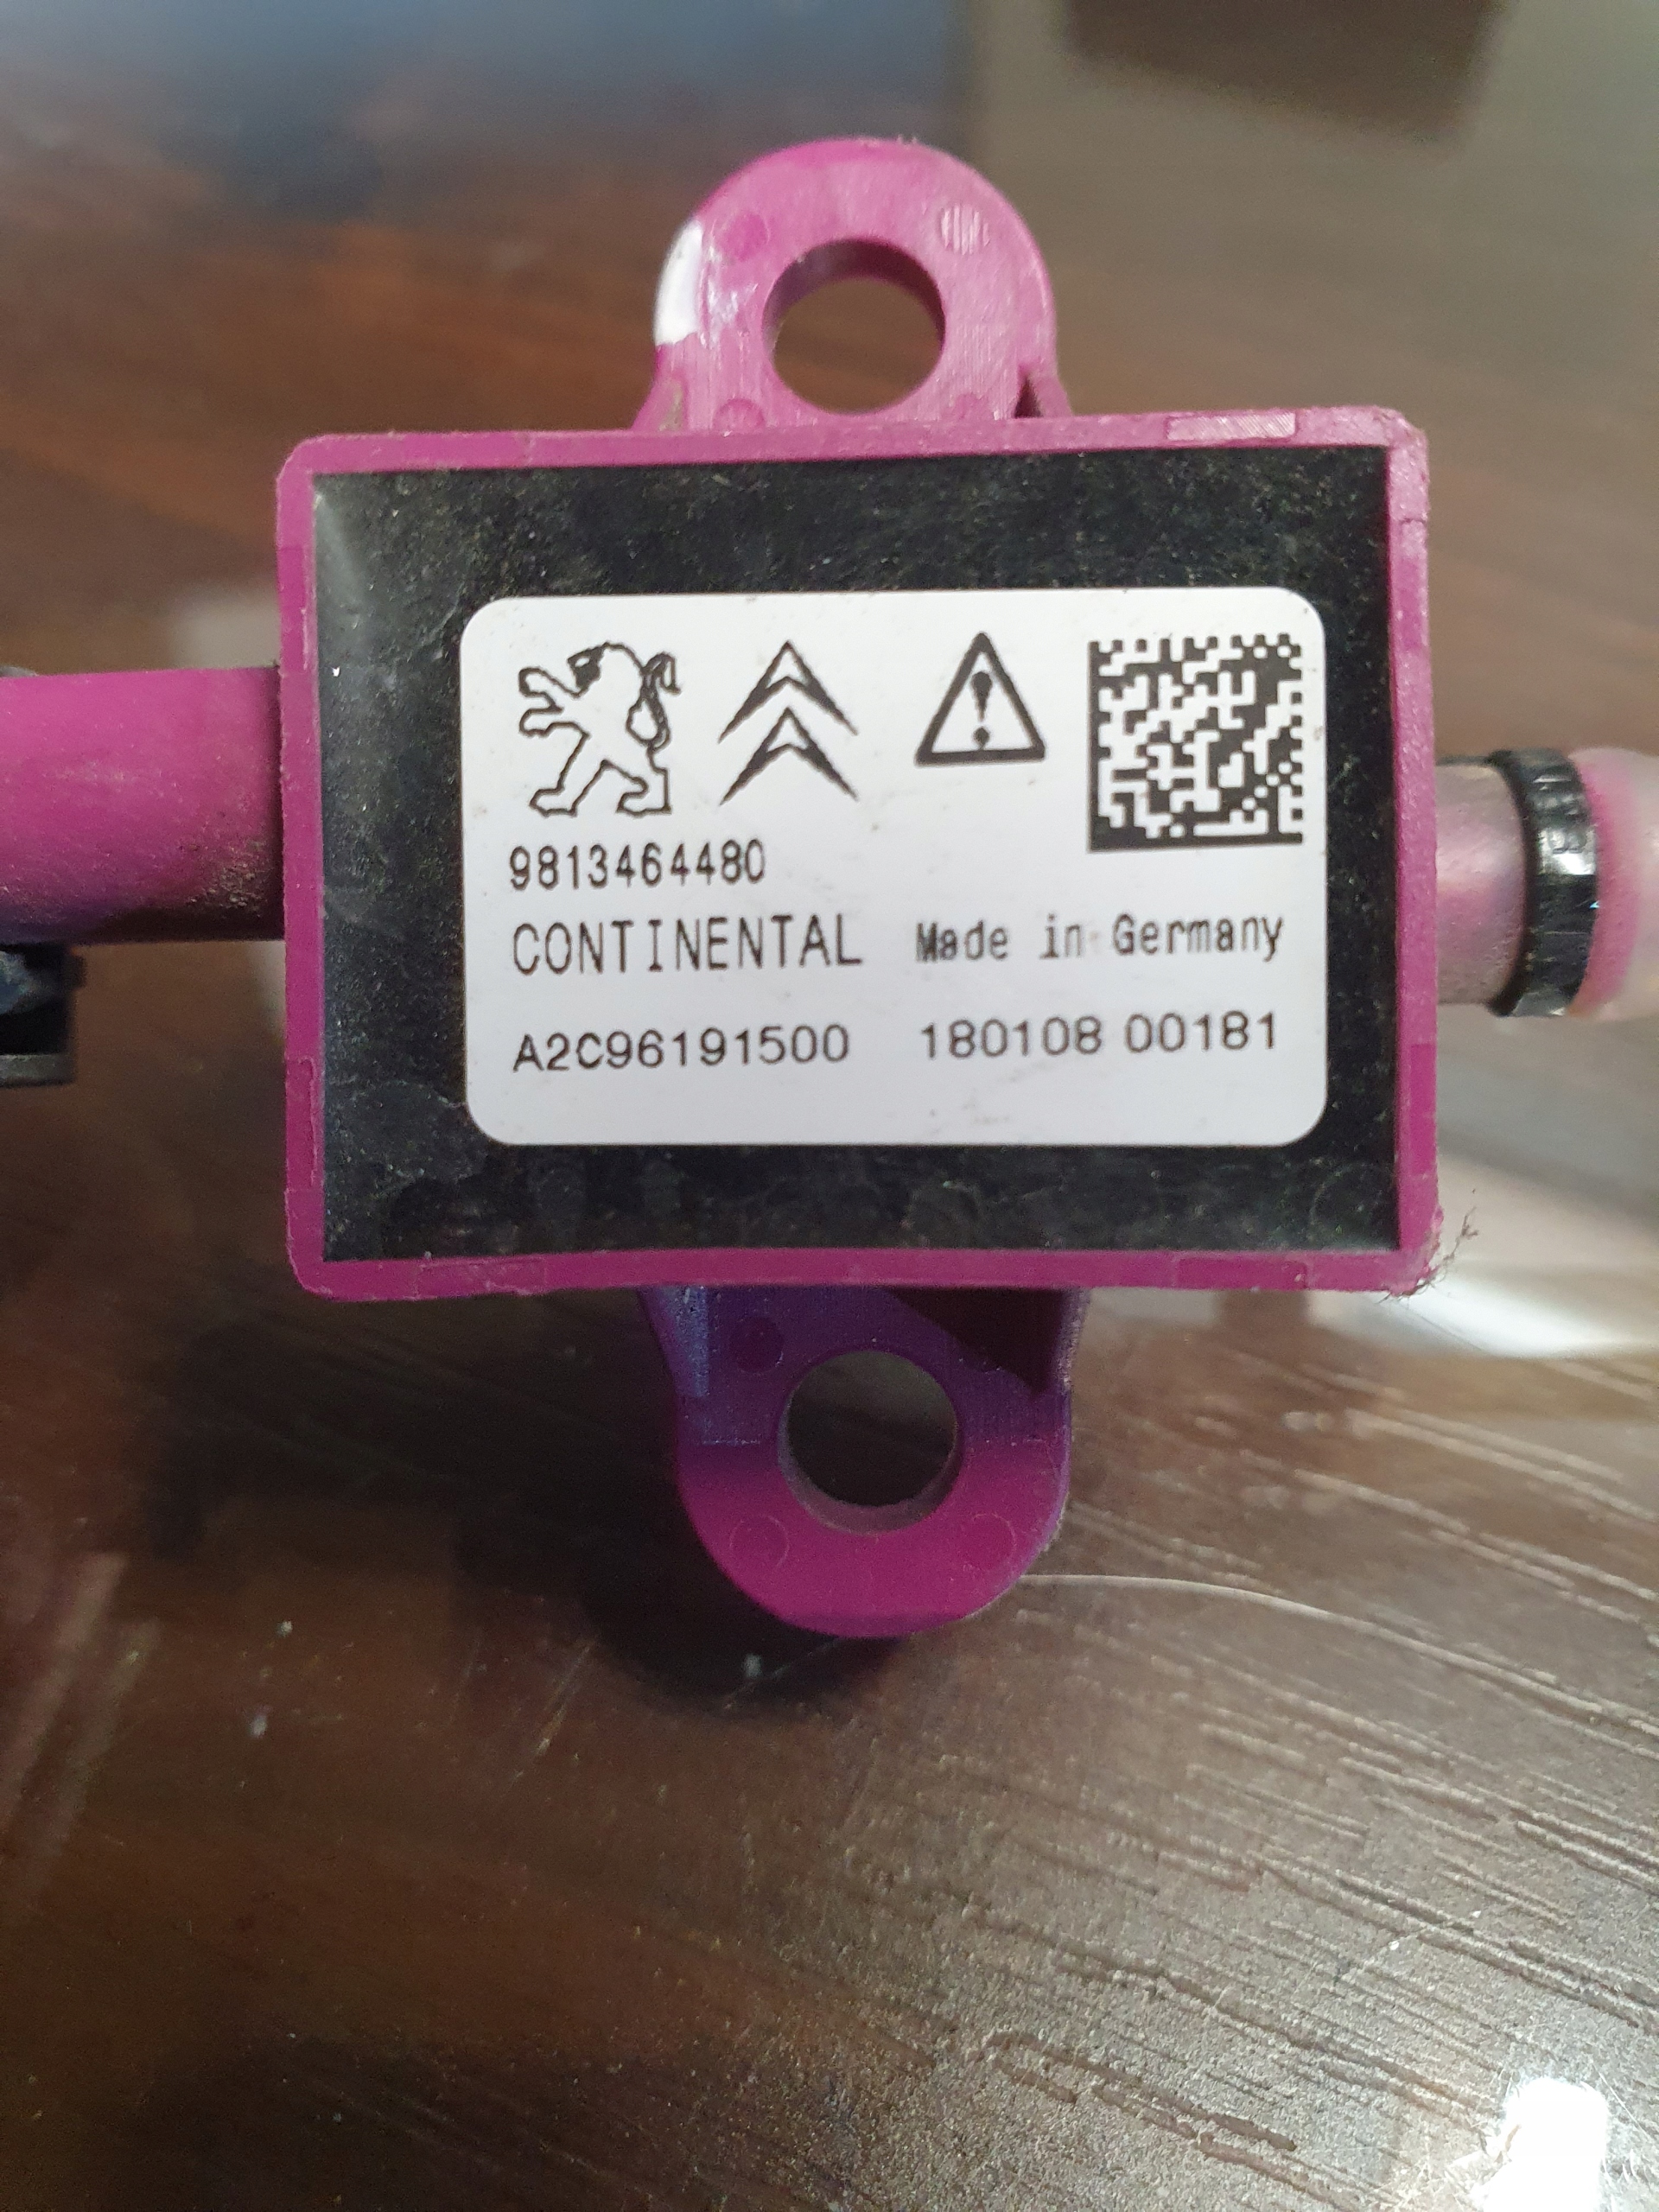 9813464480
CONTINENTAL Made in Germany
A2C96191500 180108 00181